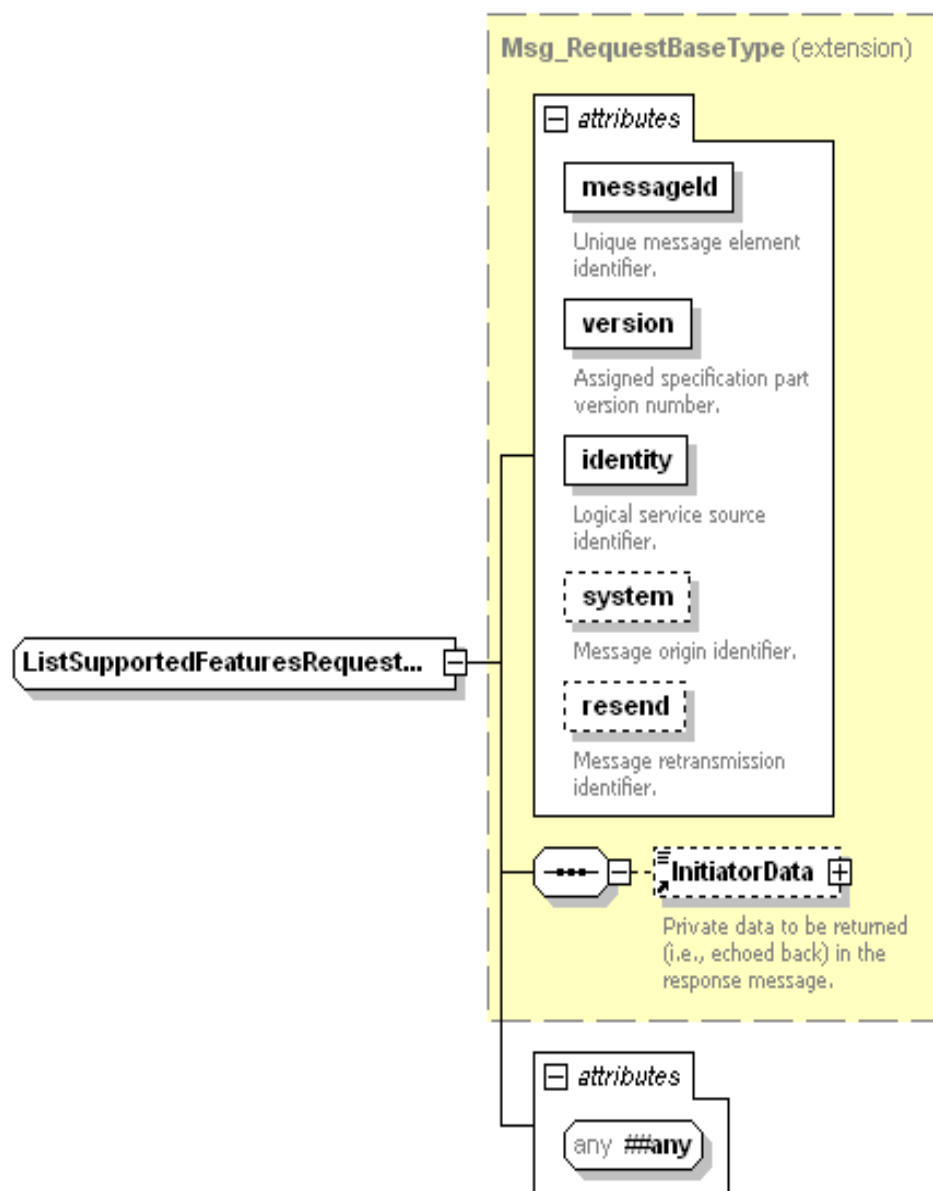 Msg_RequestBaseType (extension)
attributes
messageId
Unique message element
identifier.
version
Assigned specification part
version number.
identity
Logical service source
identifier.
system
Message origin identifier.
ListSupportedFeaturesRequest...
resend
Message retransmission
identifier.
InitiatorData
Private data to be returned
(i.e., echoed back) in the
response message.
attributes
any ##any